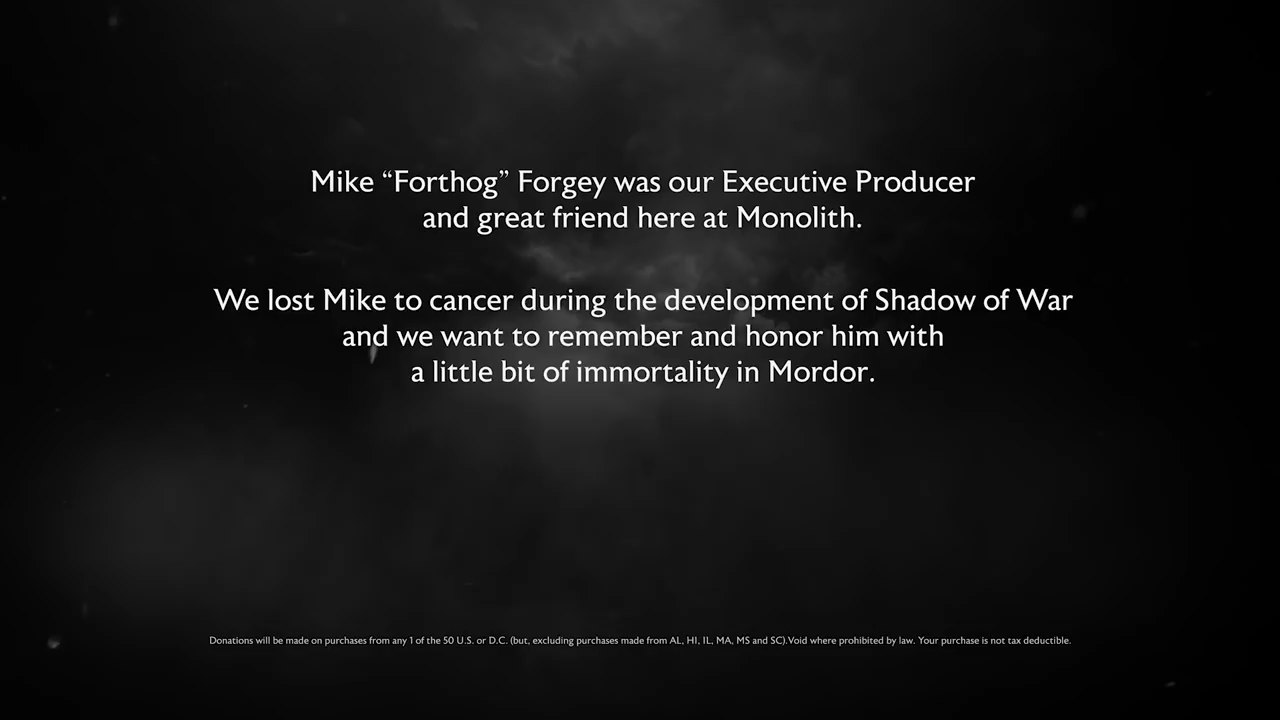 Mike “Forthog” Forgey was our Executive Producer
and great friend here at Monolith.
We lost Mike to cancer during the development of Shadow of War
and we want to remember and honor him with
a little bit of immortality in Mordor.
Donations will be made on purchases from any 1 of the 50 U.S. or D.C. (but, excluding purchases made from AL, HI, IL, MA, MS and SC).Void where prohibited by law. Your purchase is not tax deductible.